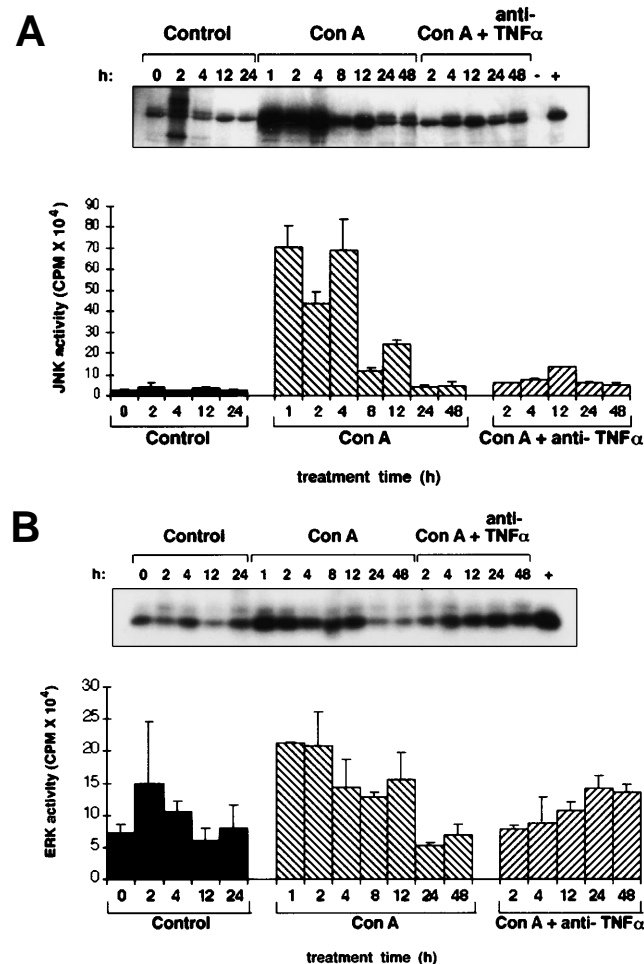 A
Control Con A Con A + anti-TNFα
h: 0 2 4 12 24 1 2 4 8 12 24 48 2 4 12 24 48 - +
JNK activity (CPM X 10⁴)
90
80
70
60
50
40
30
20
10
0
0 2 4 12 24 1 2 4 8 12 24 48 2 4 12 24 48
Control Con A Con A + anti- TNFα
treatment time (h)
B
Control Con A Con A + anti-TNFα
h: 0 2 4 12 24 1 2 4 8 12 24 48 2 4 12 24 48 +
ERK activity (CPM X 10⁴)
30
25
20
15
10
5
0
0 2 4 12 24 1 2 4 8 12 24 48 2 4 12 24 48
Control Con A Con A + anti- TNFα
treatment time (h)